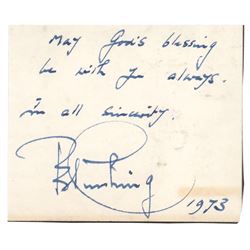 May God's blessing
be with you always.
in all sincerity.
1973